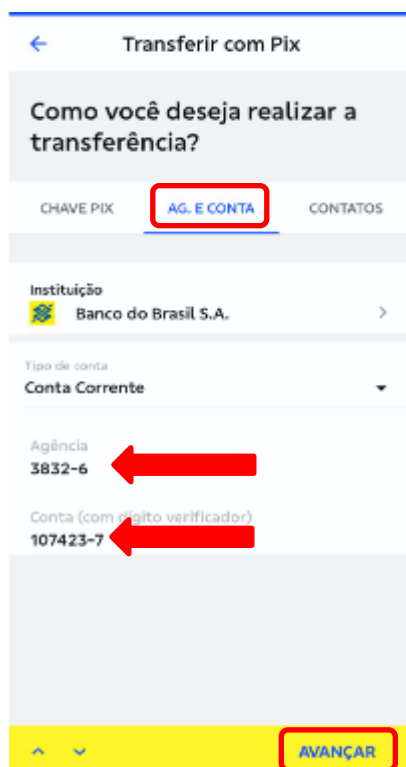 Transferir com Pix
Como você deseja realizar a
transferência?
CHAVE PIX AG. E CONTA CONTATOS
Instituição
Banco do Brasil S.A.
Tipo de conta
Conta Corrente
Agência
3832-6
Conta (com dígito verificador)
107423-7
AVANÇAR